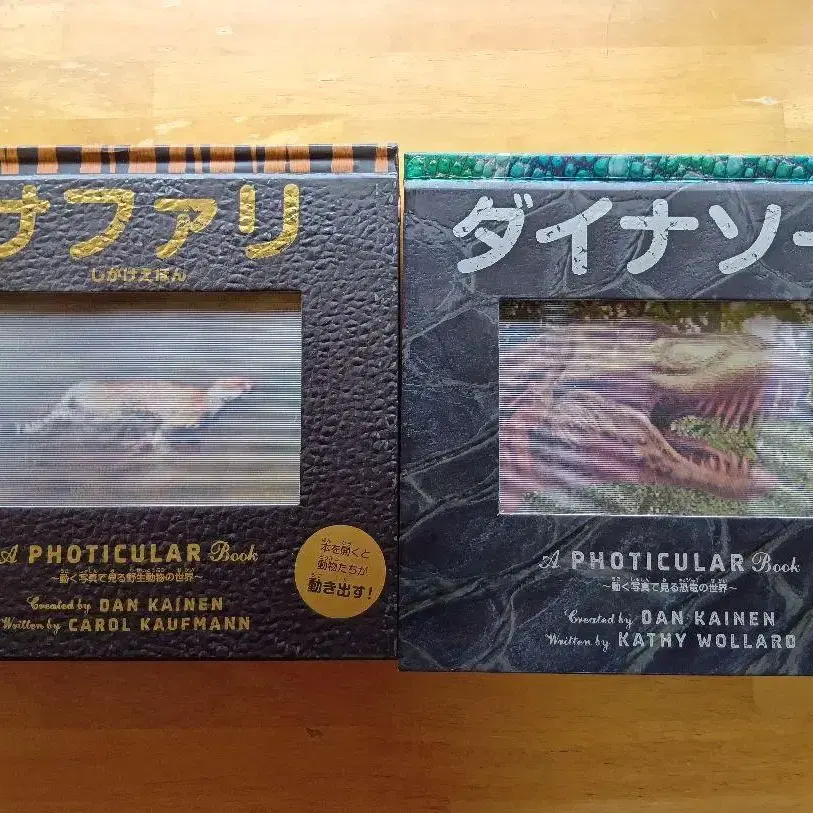 サファリ
しかけえほん
A PHOTICULAR Book
～動く写真で見る野生動物の世界～
Created by DAN KAINEN
Written by CAROL KAUFMANN
本を開くと
動物たちが
動き出す!
ダイナソー
A PHOTICULAR Book
～動く写真で見る恐竜の世界～
Created by DAN KAINEN
Written by KATHY WOLLARD